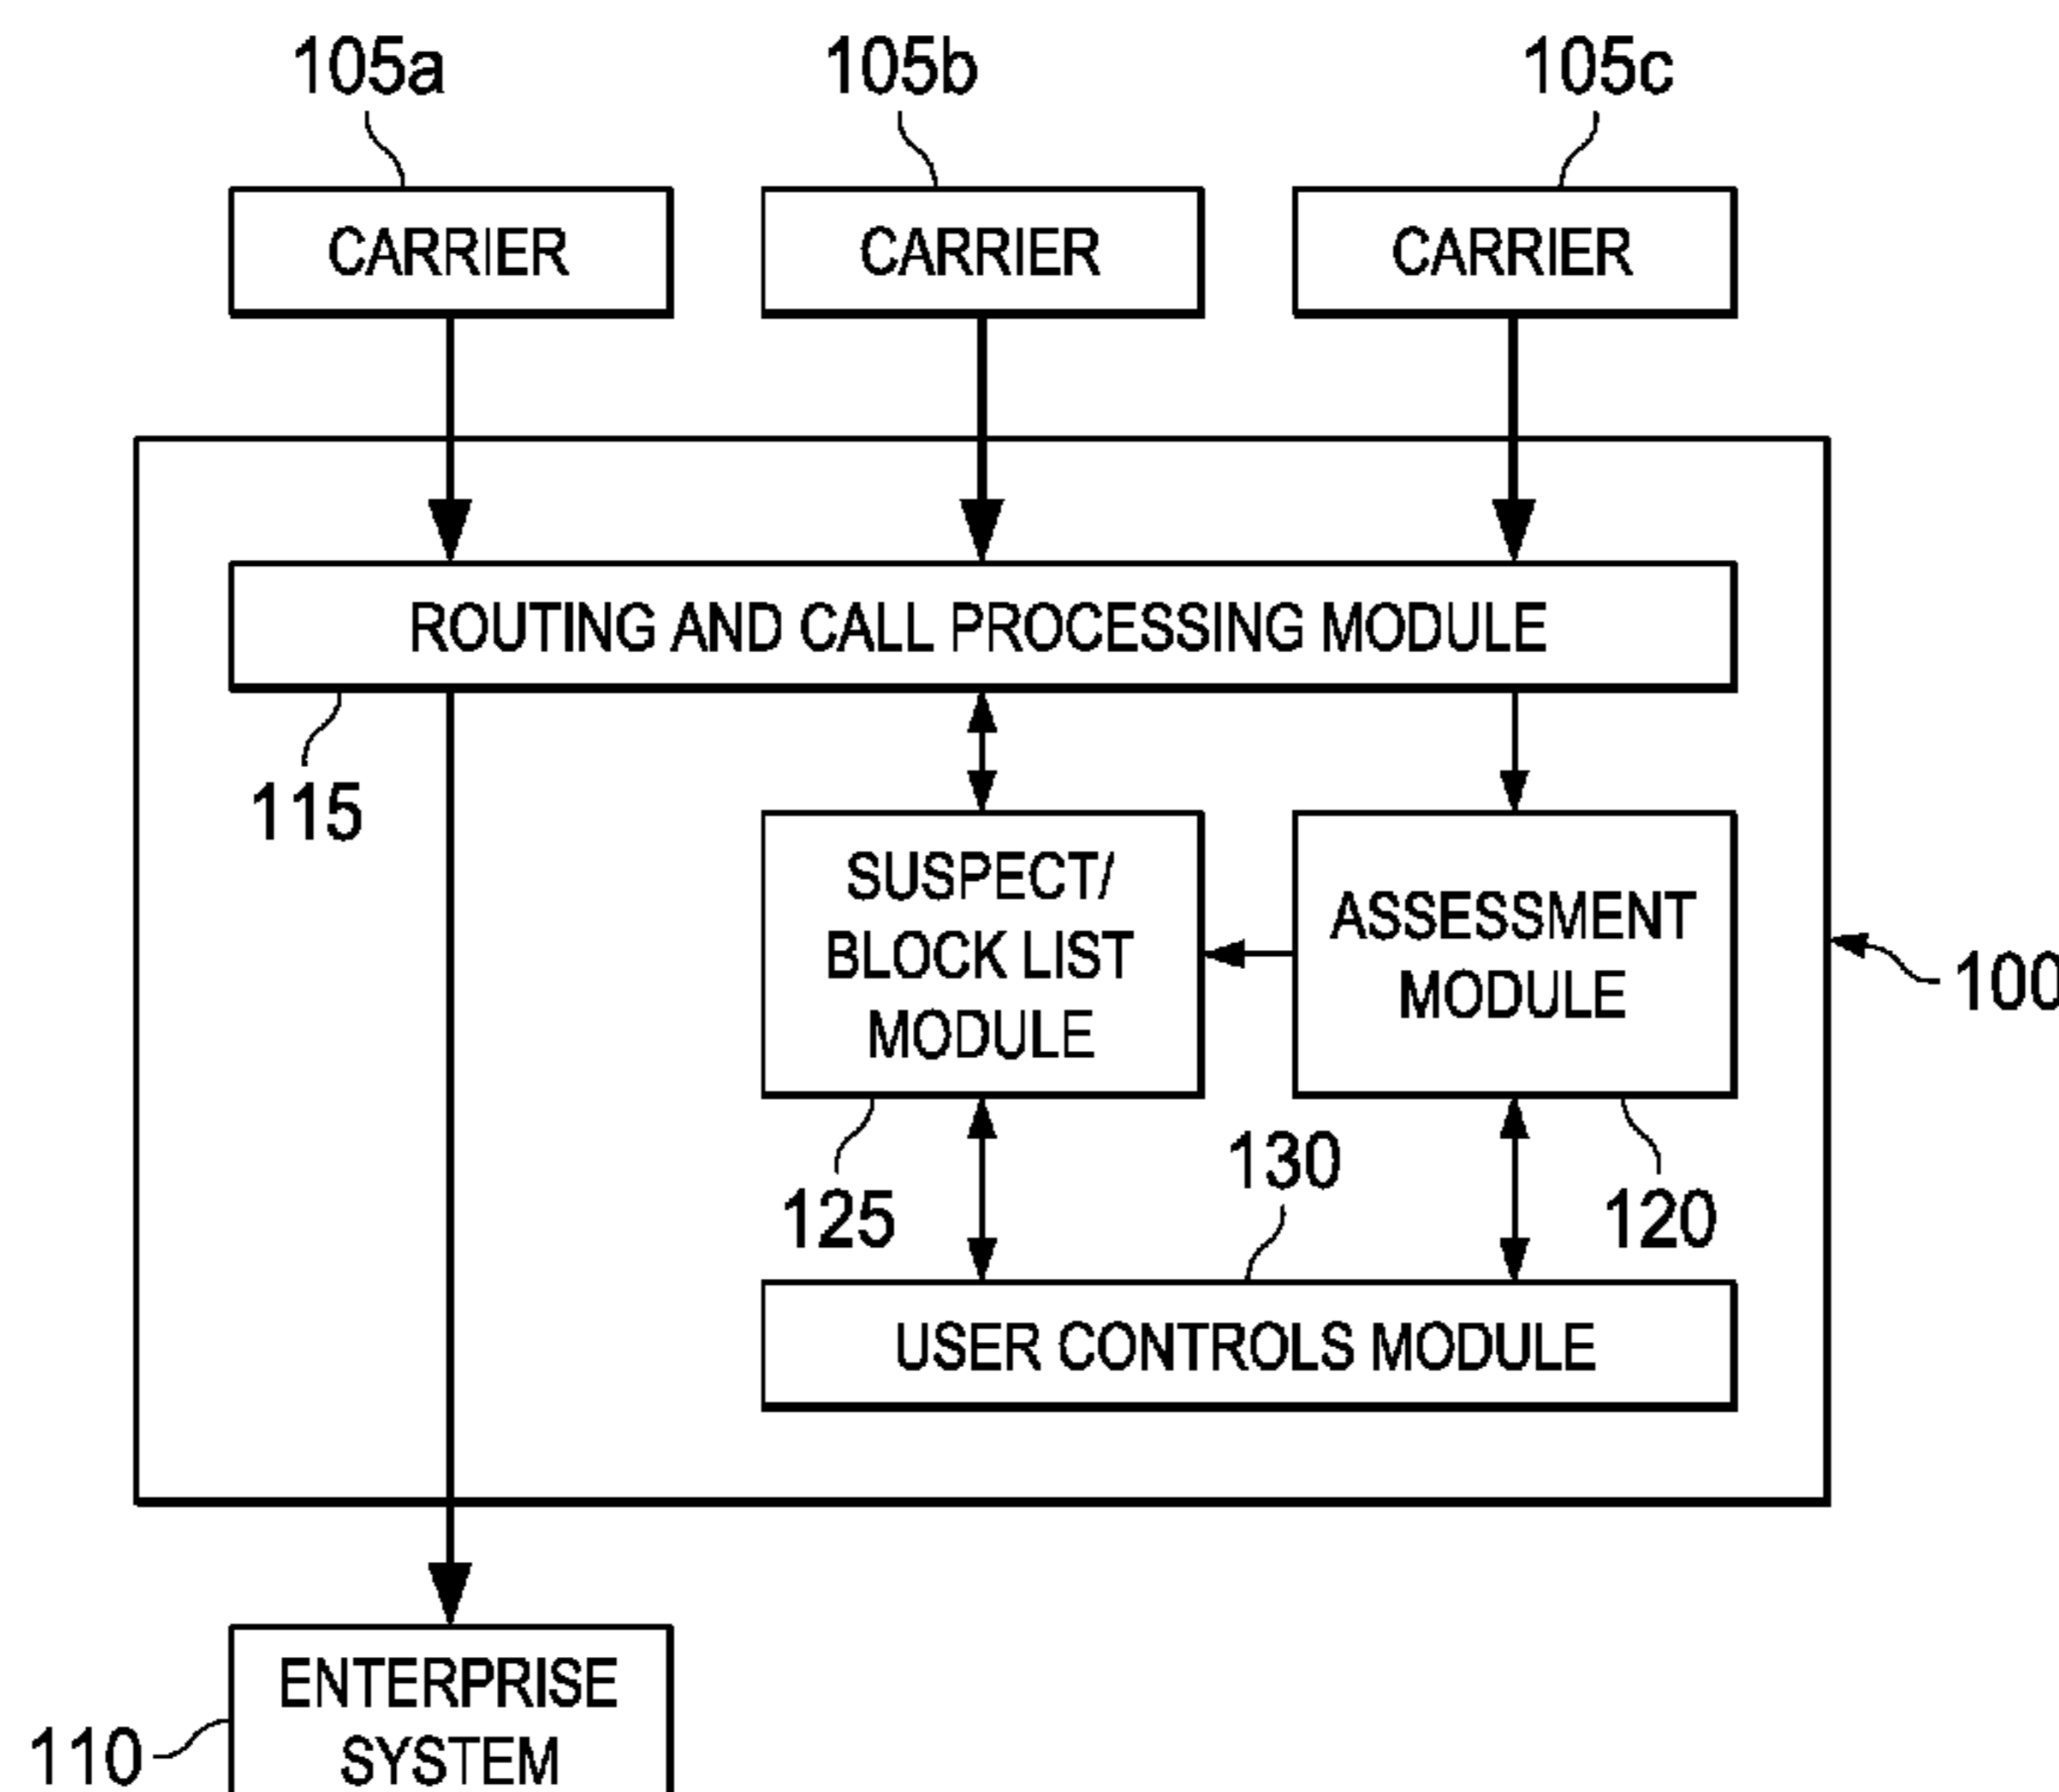 105a
105b
105c
CARRIER
CARRIER
CARRIER
ROUTING AND CALL PROCESSING MODULE
115
SUSPECT/
BLOCK LIST
MODULE
ASSESSMENT
MODULE
100
125
130
120
USER CONTROLS MODULE
110
ENTERPRISE
SYSTEM